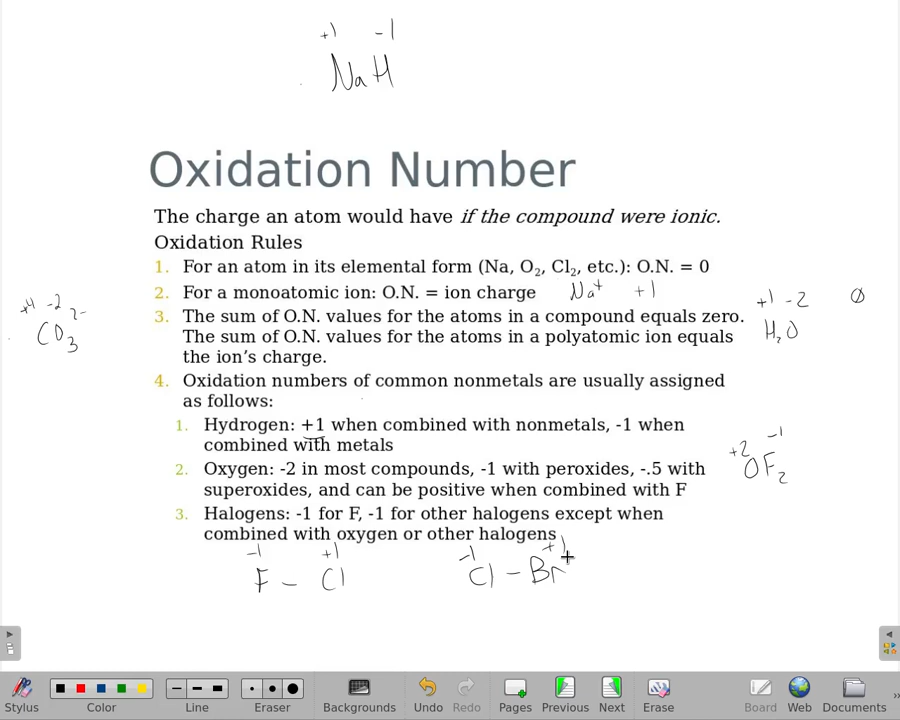 +1 -1
NaH
Oxidation Number
The charge an atom would have if the compound were ionic.
Oxidation Rules
1. For an atom in its elemental form (Na, O₂, Cl₂, etc.): O.N. = 0
2. For a monoatomic ion: O.N. = ion charge Na⁺ +1
3. The sum of O.N. values for the atoms in a compound equals zero.
The sum of O.N. values for the atoms in a polyatomic ion equals
the ion's charge.
+4 -2 2-
CO₃
+1 -2 Ø
H₂O
4. Oxidation numbers of common nonmetals are usually assigned
as follows:
1. Hydrogen: +1 when combined with nonmetals, -1 when
combined with metals
2. Oxygen: -2 in most compounds, -1 with peroxides, -.5 with
superoxides, and can be positive when combined with F
+2 -1
OF₂
3. Halogens: -1 for F, -1 for other halogens except when
combined with oxygen or other halogens
-1 +1 -1 +1
F – Cl Cl – Br
Stylus Color Line Eraser Backgrounds Undo Redo Pages Previous Next Erase Board Web Documents